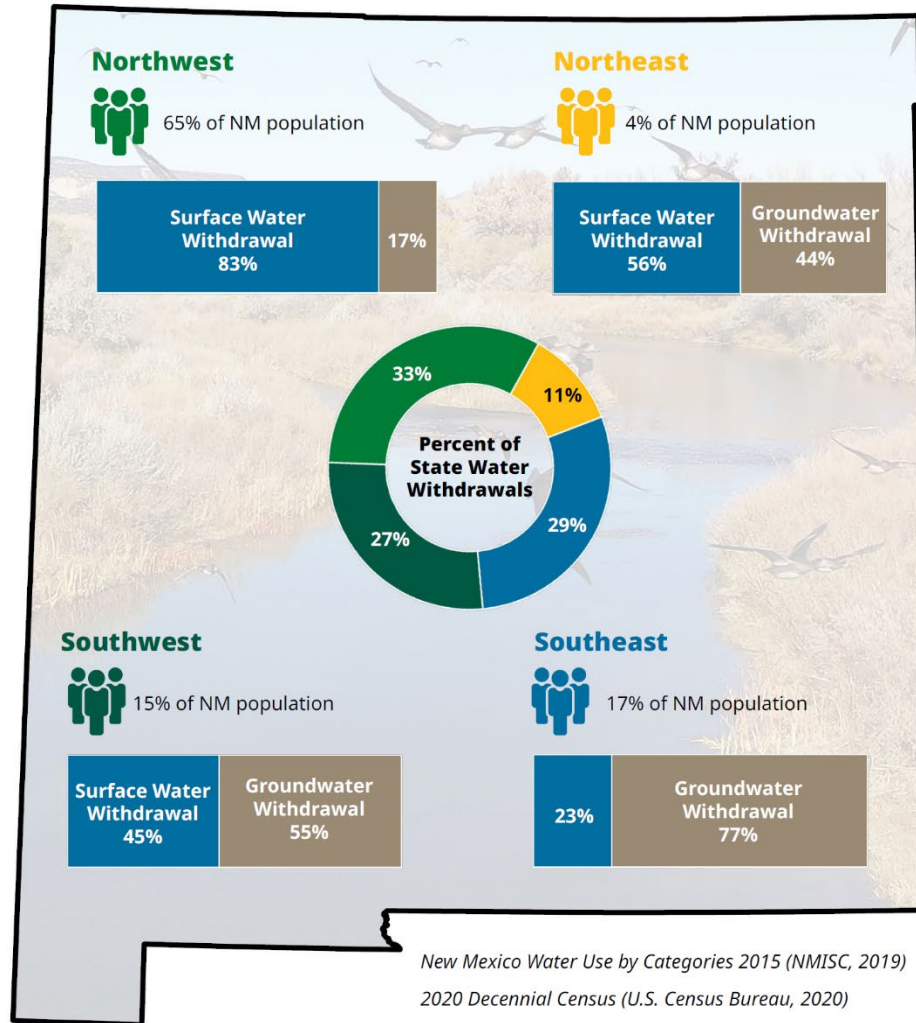 Northwest
65% of NM population
Surface Water
Withdrawal
83%
17%
Northeast
4% of NM population
Surface Water
Withdrawal
56%
Groundwater
Withdrawal
44%
33%
11%
Percent of
State Water
Withdrawals
27%
29%
Southwest
15% of NM population
Surface Water
Withdrawal
45%
Groundwater
Withdrawal
55%
Southeast
17% of NM population
23%
Groundwater
Withdrawal
77%
New Mexico Water Use by Categories 2015 (NMISC, 2019)
2020 Decennial Census (U.S. Census Bureau, 2020)